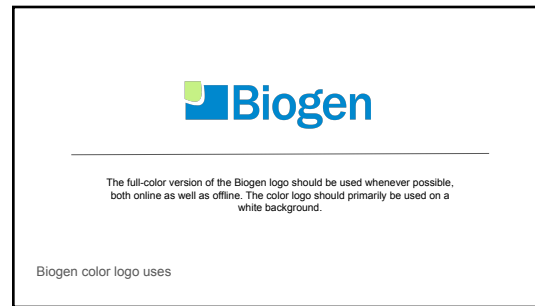 Biogen
The full-color version of the Biogen logo should be used whenever possible,
both online as well as offline. The color logo should primarily be used on a
white background.
Biogen color logo uses